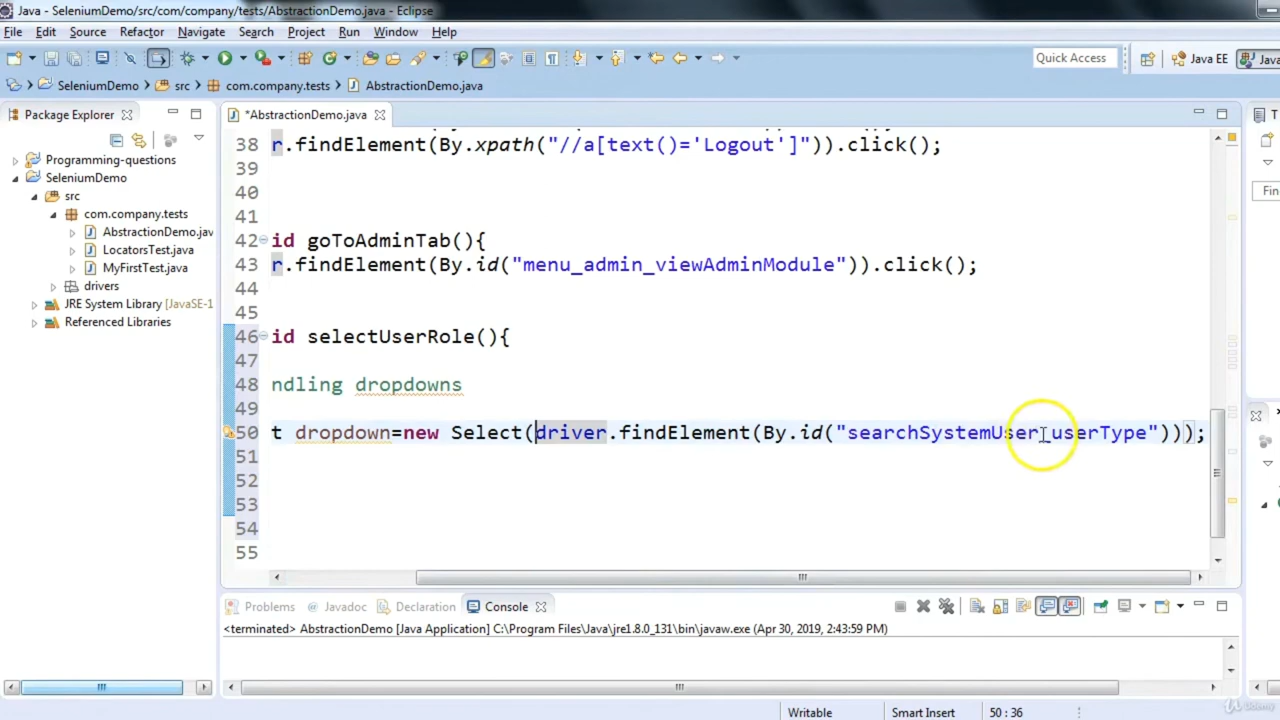 Java - SeleniumDemo/src/com/company/tests/AbstractionDemo.java - Eclipse
File Edit Source Refactor Navigate Search Project Run Window Help
Quick Access
Java EE
Java
SeleniumDemo src com.company.tests AbstractionDemo.java
Package Explorer
*AbstractionDemo.java
Programming-questions
SeleniumDemo
src
com.company.tests
AbstractionDemo.jav
LocatorsTest.java
MyFirstTest.java
drivers
JRE System Library [JavaSE-1
Referenced Libraries
38 r.findElement(By.xpath("//a[text()='Logout']")).click();
39
40
41
42 id goToAdminTab(){
43 r.findElement(By.id("menu_admin_viewAdminModule")).click();
44
45
46 id selectUserRole(){
47
48 ndling dropdowns
49
50 t dropdown=new Select(driver.findElement(By.id("searchSystemUser_userType")));
51
52
53
54
55
T
Fin
Problems Javadoc Declaration Console
<terminated> AbstractionDemo [Java Application] C:\Program Files\Java\jre1.8.0_131\bin\javaw.exe (Apr 30, 2019, 2:43:59 PM)
Writable Smart Insert 50 : 36
Udemy